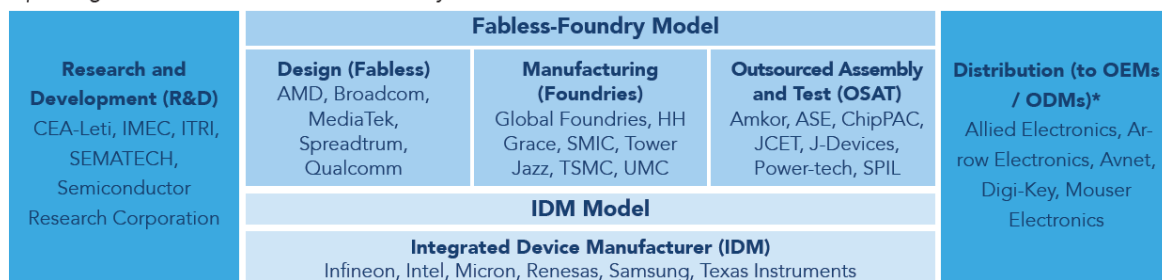 Research and
Development (R&D)
CEA-Leti, IMEC, ITRI,
SEMATECH,
Semiconductor
Research Corporation
Fabless-Foundry Model
Design (Fabless)
AMD, Broadcom,
MediaTek,
Spreadtrum,
Qualcomm
Manufacturing
(Foundries)
Global Foundries, HH
Grace, SMIC, Tower
Jazz, TSMC, UMC
Outsourced Assembly
and Test (OSAT)
Amkor, ASE, ChipPAC,
JCET, J-Devices,
Power-tech, SPIL
IDM Model
Integrated Device Manufacturer (IDM)
Infineon, Intel, Micron, Renesas, Samsung, Texas Instruments
Distribution (to OEMs
/ ODMs)*
Allied Electronics, Ar-
row Electronics, Avnet,
Digi-Key, Mouser
Electronics